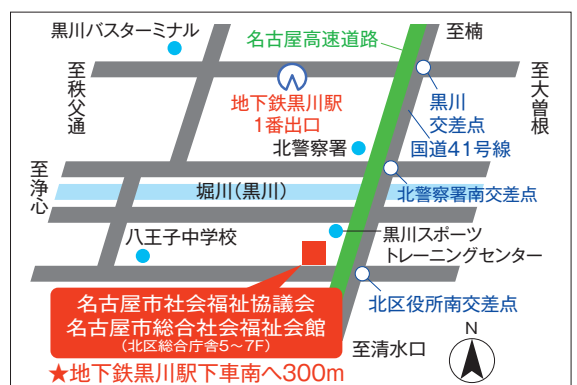 黒川バスターミナル
名古屋高速道路
至楠
至秩父通
地下鉄黒川駅
1番出口
黒川
交差点
至大曽根
国道41号線
北警察署
至浄心
堀川(黒川)
北警察署南交差点
八王子中学校
黒川スポーツ
トレーニングセンター
名古屋市社会福祉協議会
名古屋市総合社会福祉会館
(北区総合庁舎5〜7F)
北区役所南交差点
至清水口
N
★地下鉄黒川駅下車南へ300m